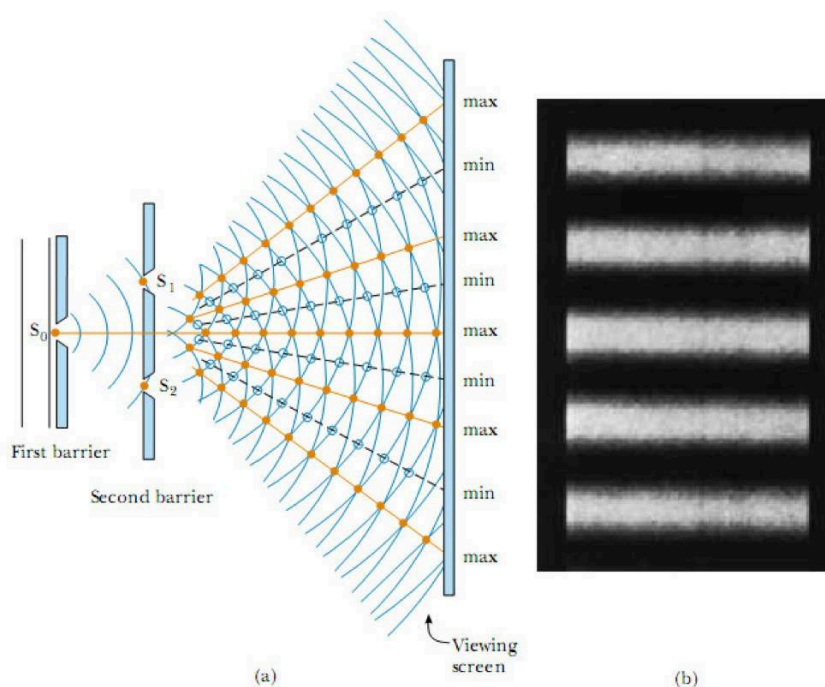 max
min
max
S₁
min
S₀
max
min
S₂
max
First barrier
Second barrier
min
max
Viewing
screen
(a)
(b)